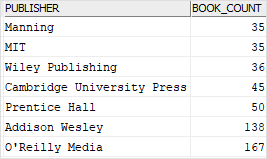 PUBLISHER BOOK_COUNT
Manning 35
MIT 35
Wiley Publishing 36
Cambridge University Press 45
Prentice Hall 50
Addison Wesley 138
O'Reilly Media 167